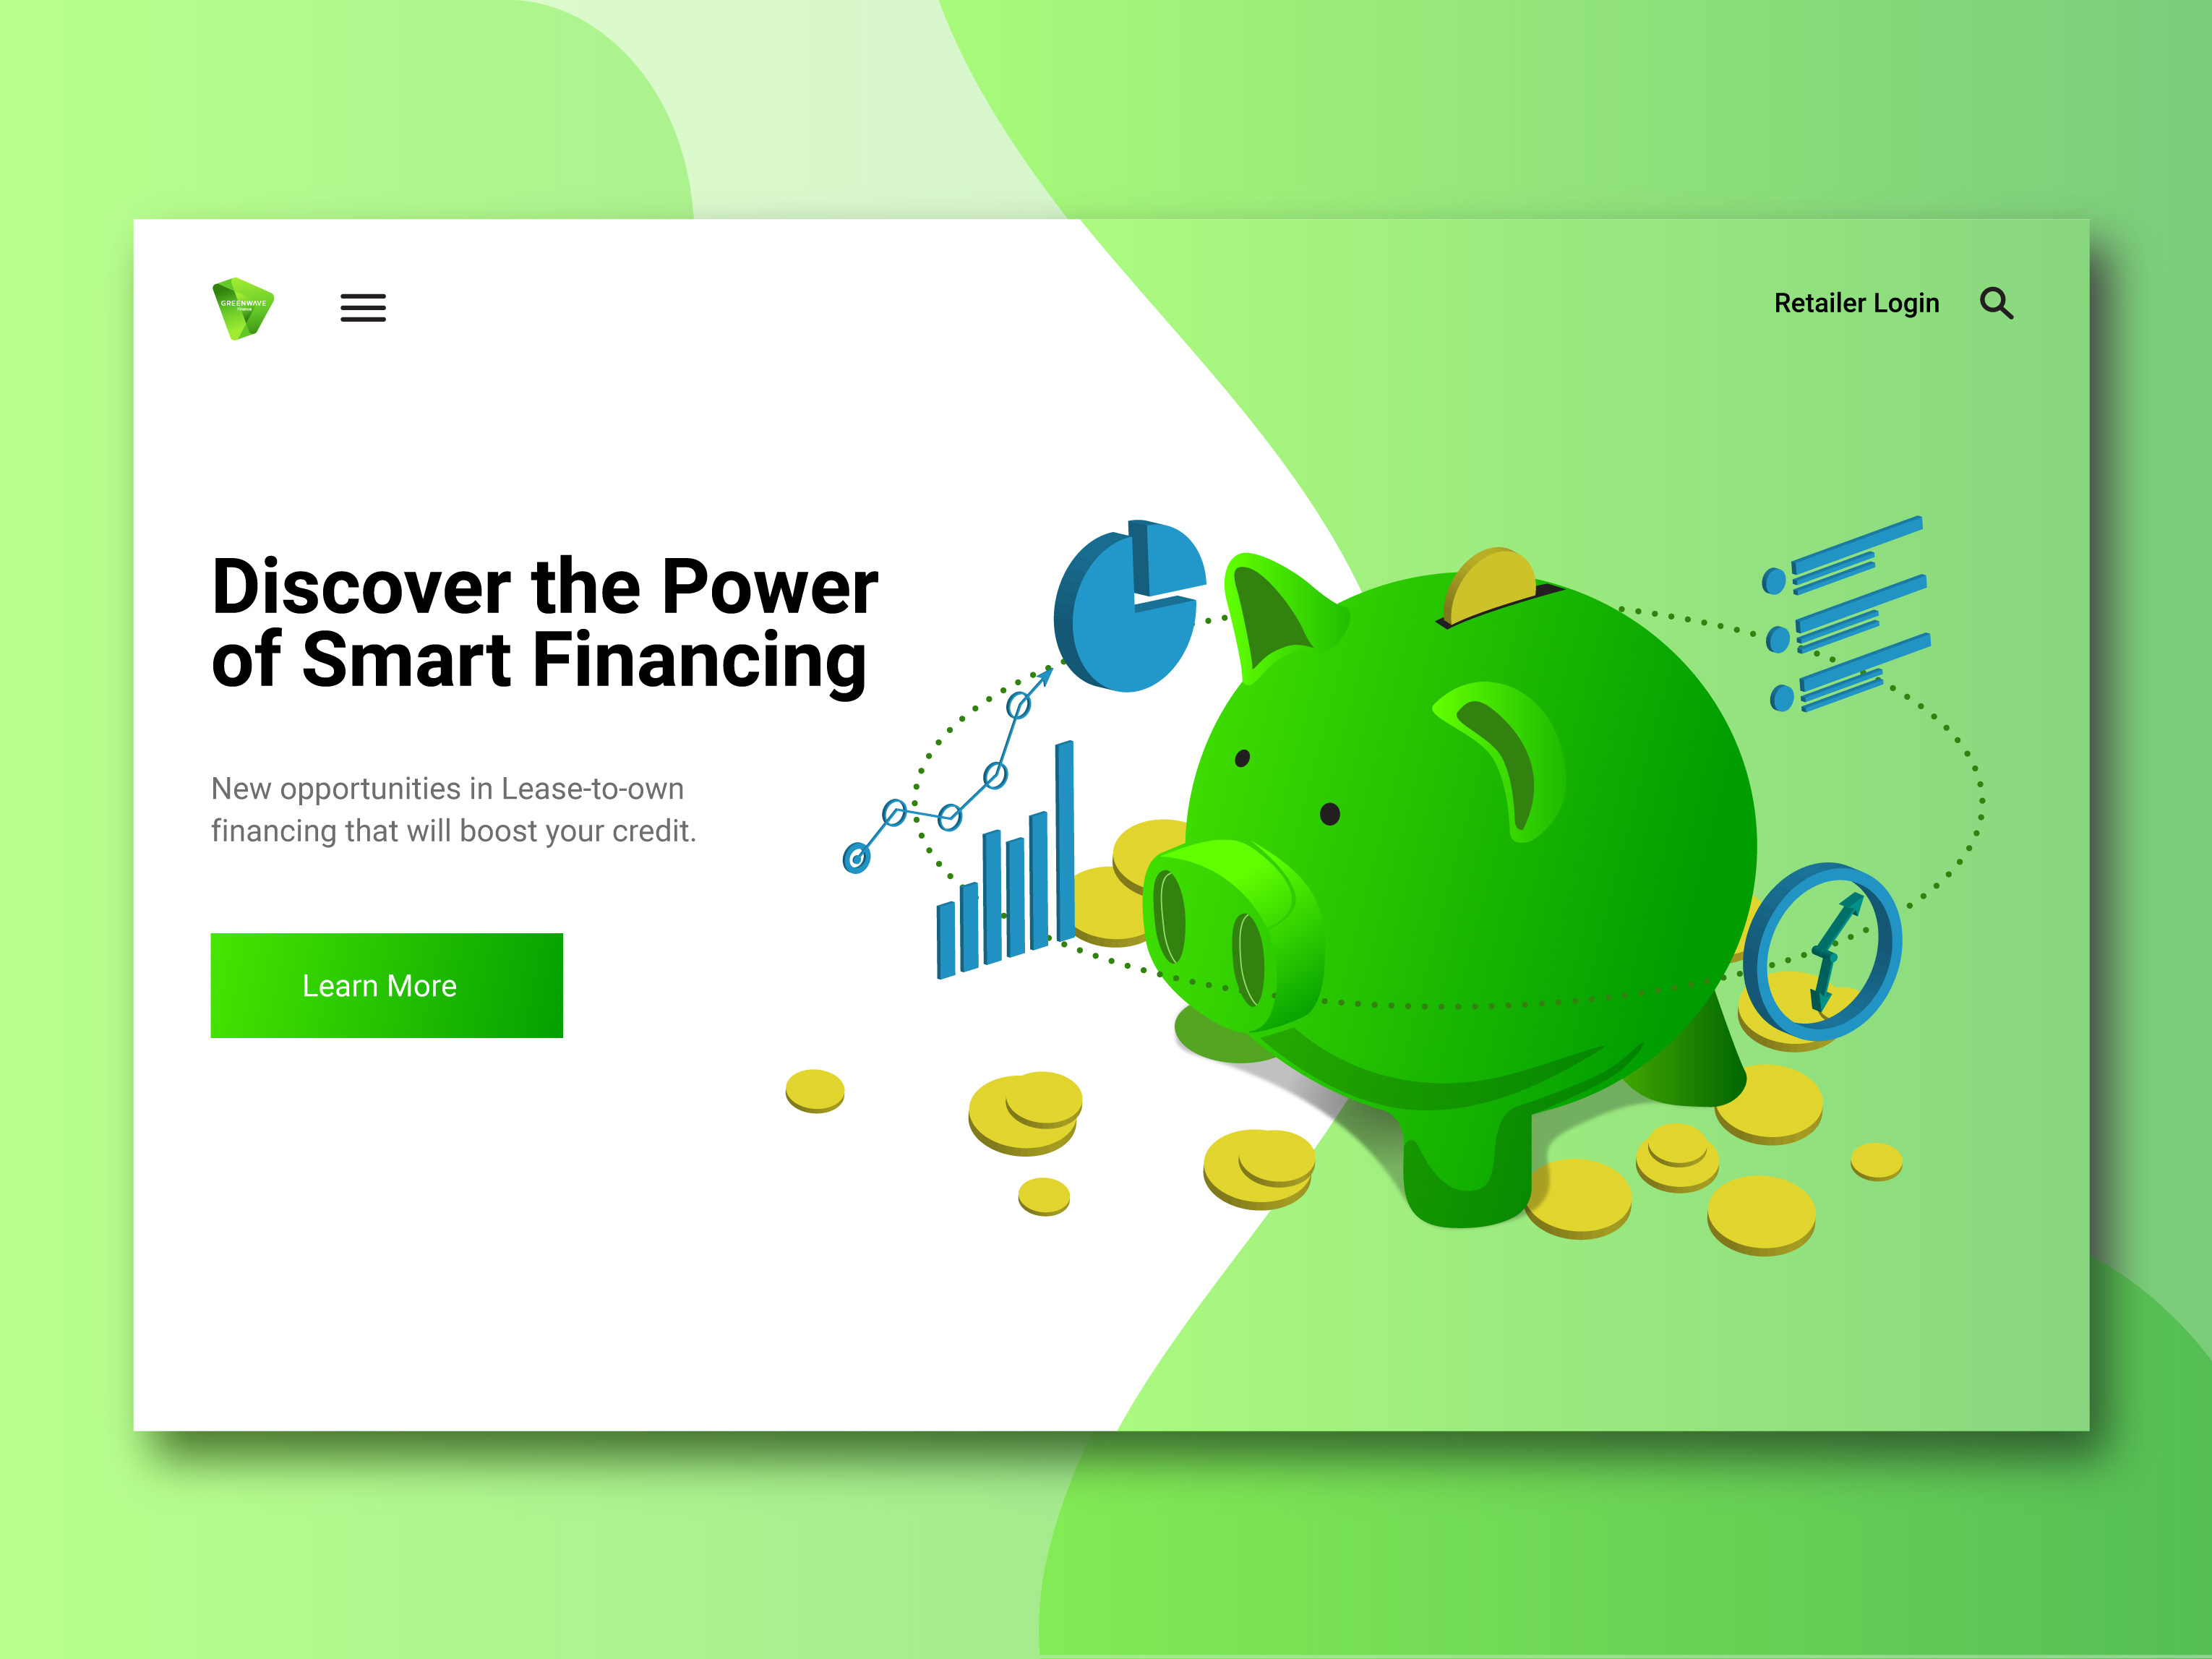 GREENWAVE
Finance
Retailer Login
Discover the Power
of Smart Financing
New opportunities in Lease-to-own
financing that will boost your credit.
Learn More